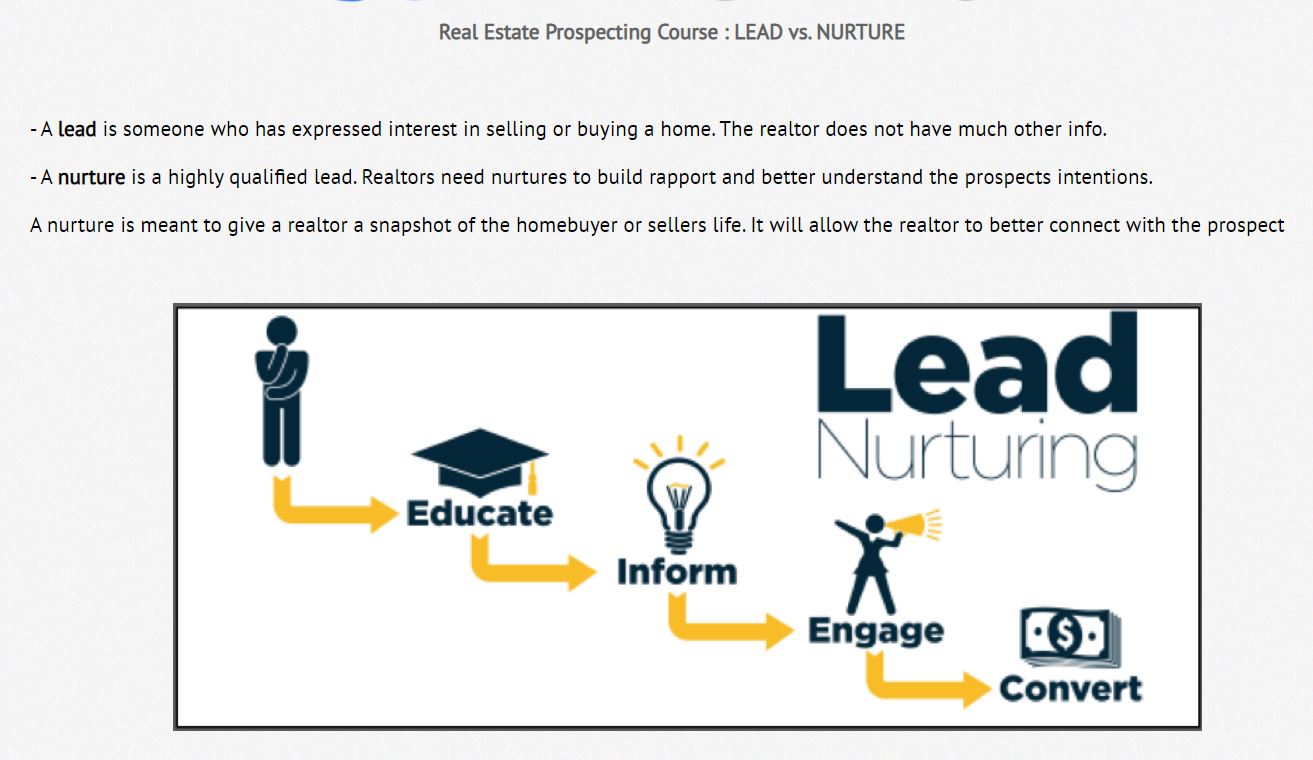 Real Estate Prospecting Course : LEAD vs. NURTURE
- A lead is someone who has expressed interest in selling or buying a home. The realtor does not have much other info.
- A nurture is a highly qualified lead. Realtors need nurtures to build rapport and better understand the prospects intentions.
A nurture is meant to give a realtor a snapshot of the homebuyer or sellers life. It will allow the realtor to better connect with the prospect
Lead
Nurturing
Educate
Inform
Engage
$
Convert